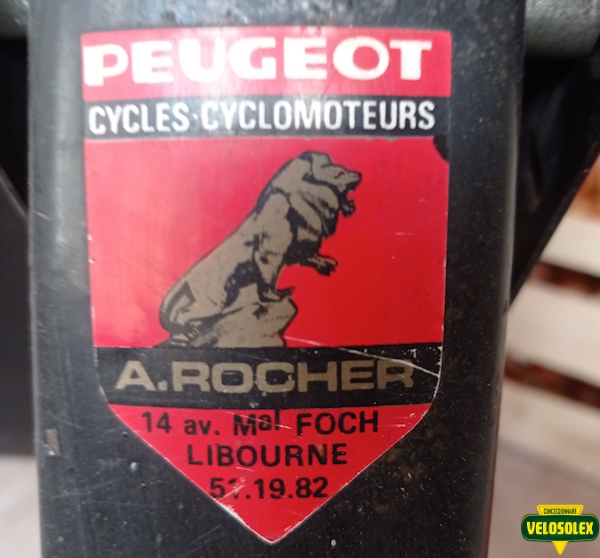 PEUGEOT
CYCLES·CYCLOMOTEURS
A.ROCHER
14 av. Mal FOCH
LIBOURNE
51.19.82
CONCESSIONNAIRE
VELOSOLEX